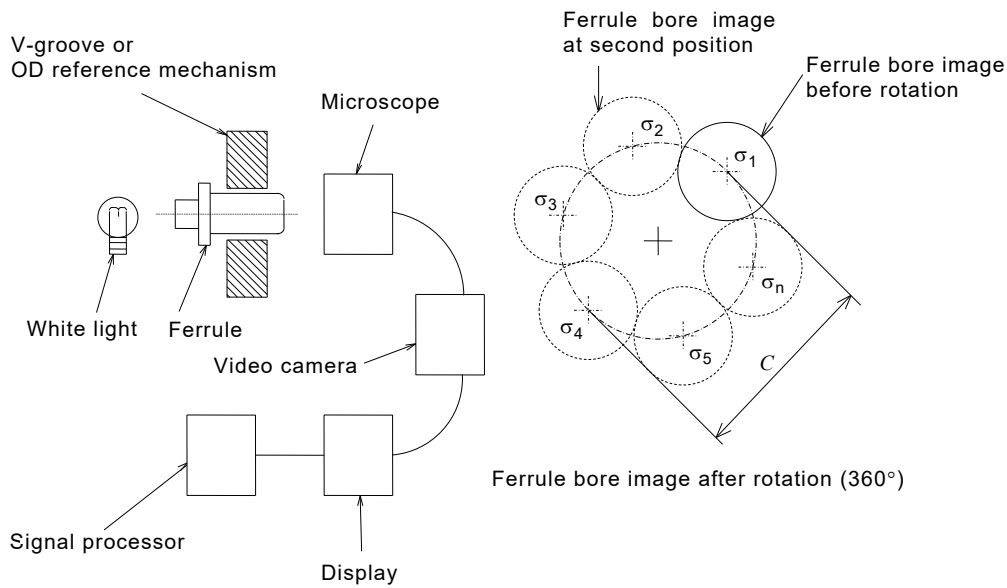 V-groove or
OD reference mechanism
Microscope
White light
Ferrule
Video camera
Signal processor
Display
Ferrule bore image
at second position
Ferrule bore image
before rotation
σ1
σ2
σ3
σ4
σ5
σn
C
Ferrule bore image after rotation (360°)